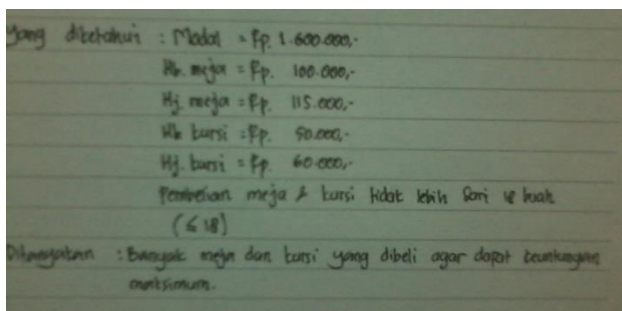 Yang diketahui : Modal = Rp. 1.600.000,-
Hb. meja = Rp. 100.000,-
Hj. meja = Rp. 115.000,-
Hb kursi = Rp. 50.000,-
Hj. kursi = Rp. 60.000,-
Pembelian meja & kursi tidak lebih dari 18 buah
(≤ 18)
Ditanyakan : Banyak meja dan kursi yang dibeli agar dapat keuntungan
maksimum.